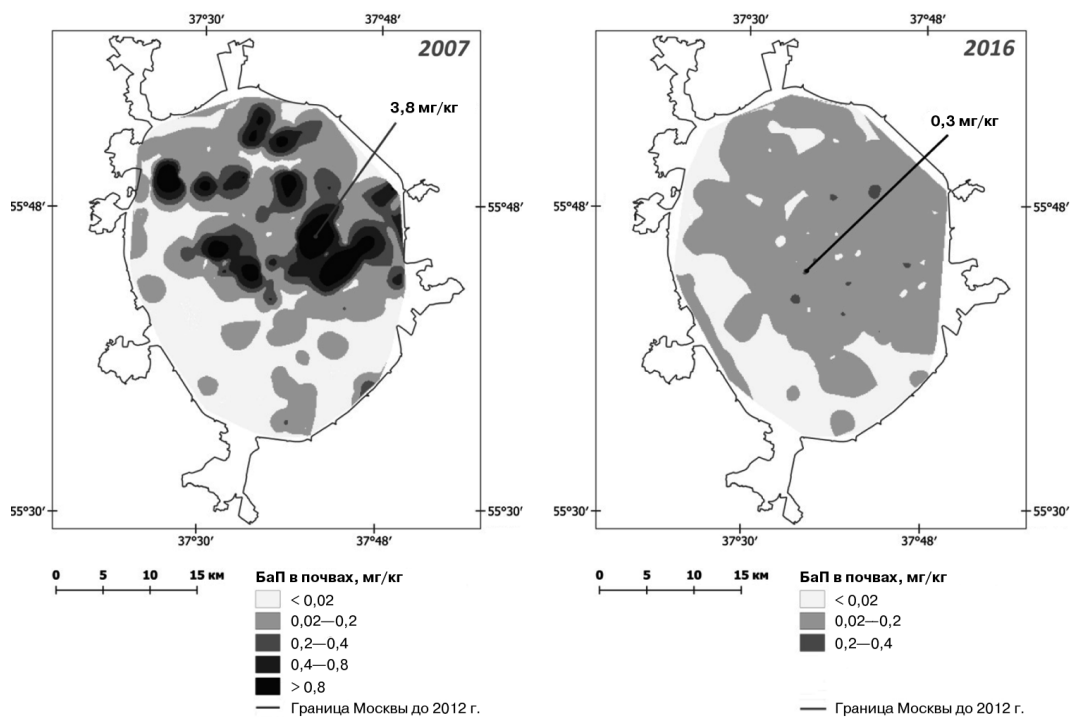 37°30′ 37°48′
2007
3,8 мг/кг
55°48′ 55°48′
55°30′ 55°30′
37°30′ 37°48′
0 5 10 15 км
БаП в почвах, мг/кг
< 0,02
0,02—0,2
0,2—0,4
0,4—0,8
> 0,8
Граница Москвы до 2012 г.
37°30′ 37°48′
2016
0,3 мг/кг
55°48′ 55°48′
55°30′ 55°30′
37°30′ 37°48′
0 5 10 15 км
БаП в почвах, мг/кг
< 0,02
0,02—0,2
0,2—0,4
Граница Москвы до 2012 г.